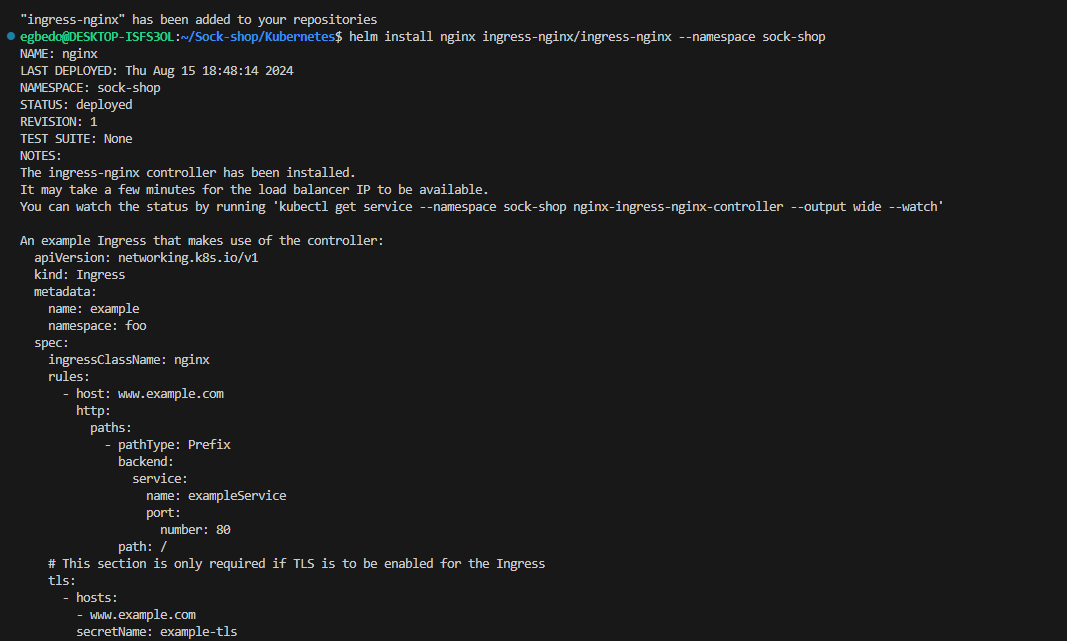 "ingress-nginx" has been added to your repositories
egbedo@DESKTOP-ISFS3OL:~/Sock-shop/Kubernetes$ helm install nginx ingress-nginx/ingress-nginx --namespace sock-shop
NAME: nginx
LAST DEPLOYED: Thu Aug 15 18:48:14 2024
NAMESPACE: sock-shop
STATUS: deployed
REVISION: 1
TEST SUITE: None
NOTES:
The ingress-nginx controller has been installed.
It may take a few minutes for the load balancer IP to be available.
You can watch the status by running 'kubectl get service --namespace sock-shop nginx-ingress-nginx-controller --output wide --watch'

An example Ingress that makes use of the controller:
  apiVersion: networking.k8s.io/v1
  kind: Ingress
  metadata:
    name: example
    namespace: foo
  spec:
    ingressClassName: nginx
    rules:
      - host: www.example.com
        http:
          paths:
            - pathType: Prefix
              backend:
                service:
                  name: exampleService
                  port:
                    number: 80
              path: /
    # This section is only required if TLS is to be enabled for the Ingress
    tls:
      - hosts:
        - www.example.com
        secretName: example-tls